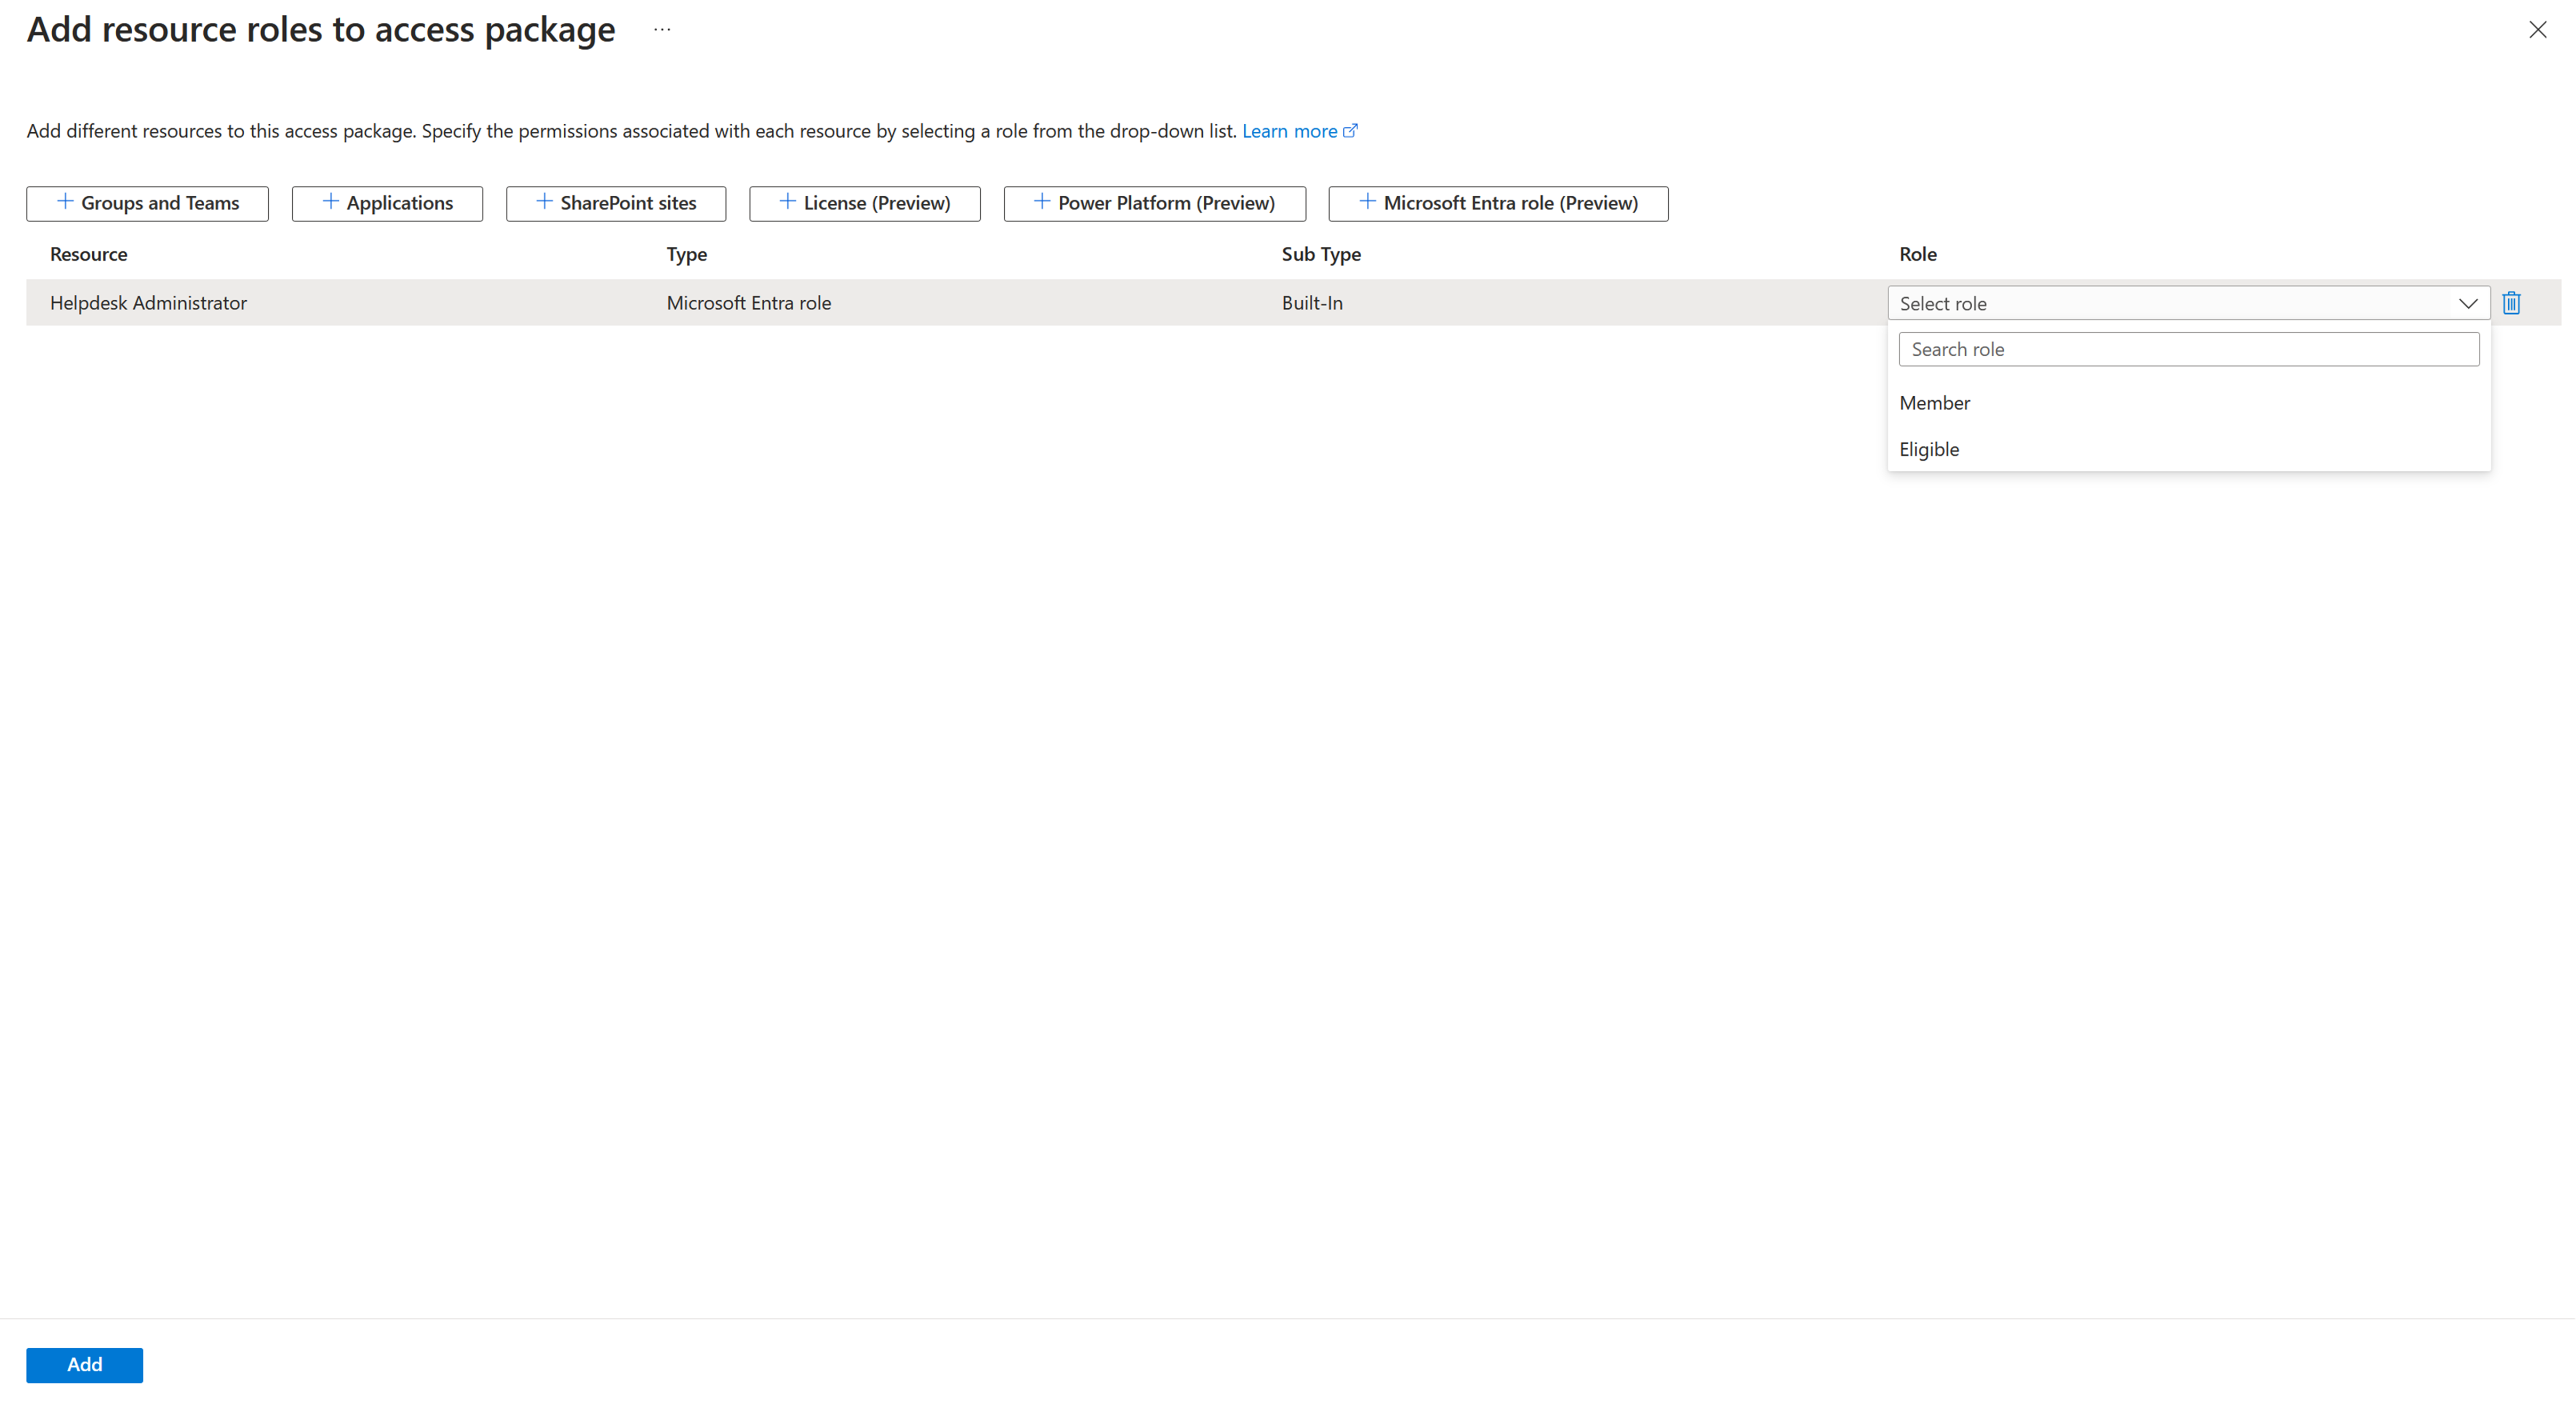 Add resource roles to access package ...
Add different resources to this access package. Specify the permissions associated with each resource by selecting a role from the drop-down list. Learn more
+ Groups and Teams + Applications + SharePoint sites + License (Preview) + Power Platform (Preview) + Microsoft Entra role (Preview)
Resource Type Sub Type Role
Helpdesk Administrator Microsoft Entra role Built-In Select role
Search role
Member
Eligible
Add